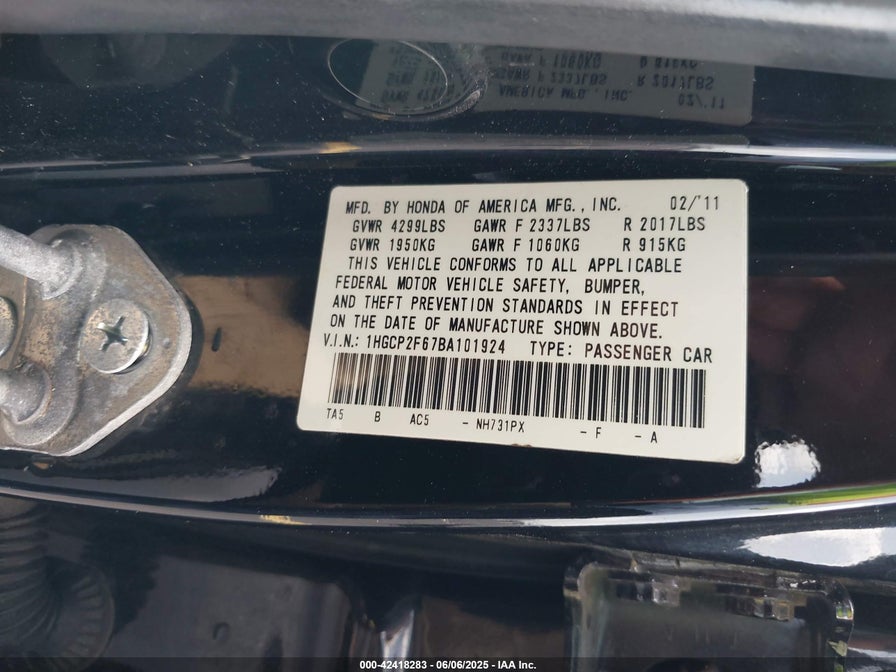 MFD. BY HONDA OF AMERICA MFG., INC. 02/'11
GVWR 4299LBS GAWR F 2337LBS R 2017LBS
GVWR 1950KG GAWR F 1060KG R 915KG
THIS VEHICLE CONFORMS TO ALL APPLICABLE
FEDERAL MOTOR VEHICLE SAFETY, BUMPER,
AND THEFT PREVENTION STANDARDS IN EFFECT
ON THE DATE OF MANUFACTURE SHOWN ABOVE.
V.I.N.: 1HGCP2F67BA101924 TYPE: PASSENGER CAR
TA5 B AC5 - NH731PX - F - A
000-42418283 - 06/06/2025 - IAA Inc.